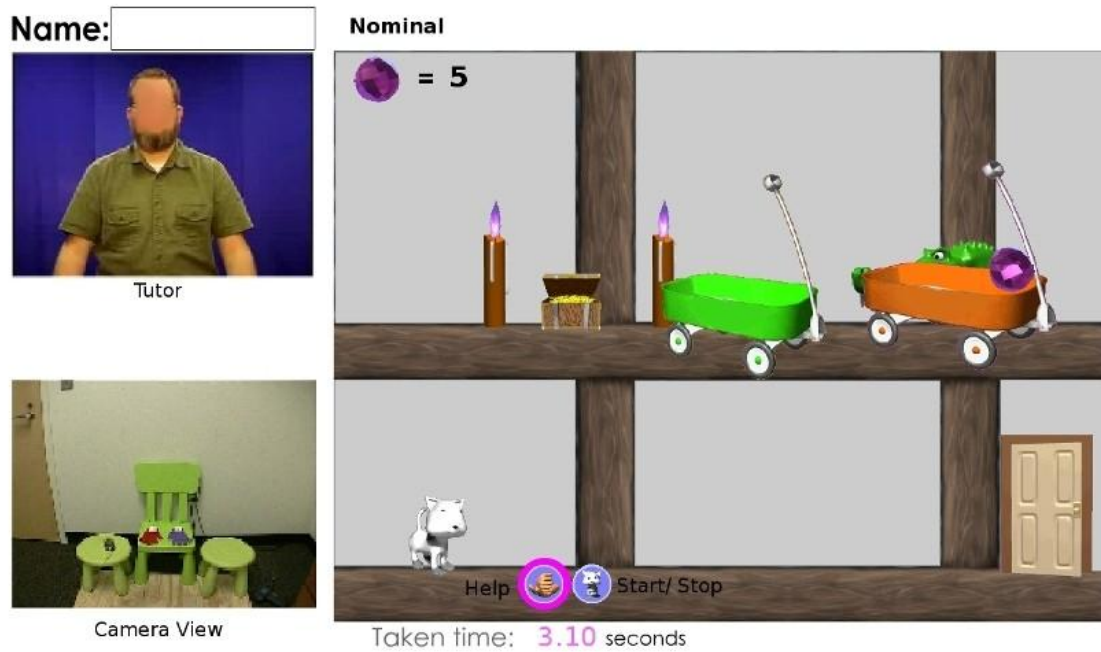 Name:
Nominal
= 5
Tutor
Help
Start/ Stop
Camera View
Taken time: 3.10 seconds